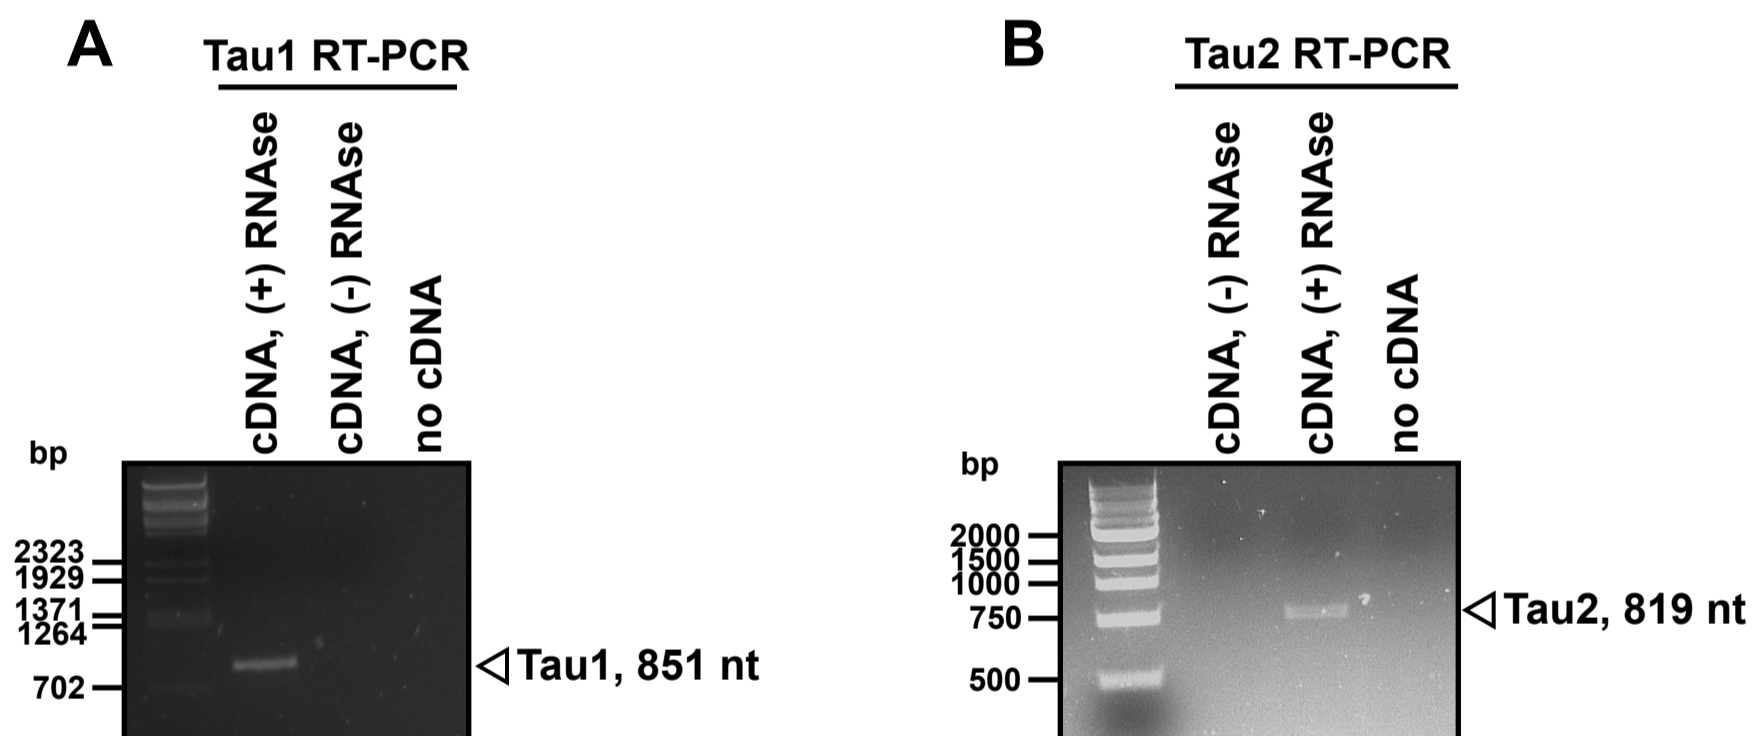 A
Tau1 RT-PCR
cDNA, (+) RNAse
cDNA, (-) RNAse
no cDNA
bp
2323
1929
1371
1264
702
Tau1, 851 nt
B
Tau2 RT-PCR
cDNA, (-) RNAse
cDNA, (+) RNAse
no cDNA
bp
2000
1500
1000
750
500
Tau2, 819 nt